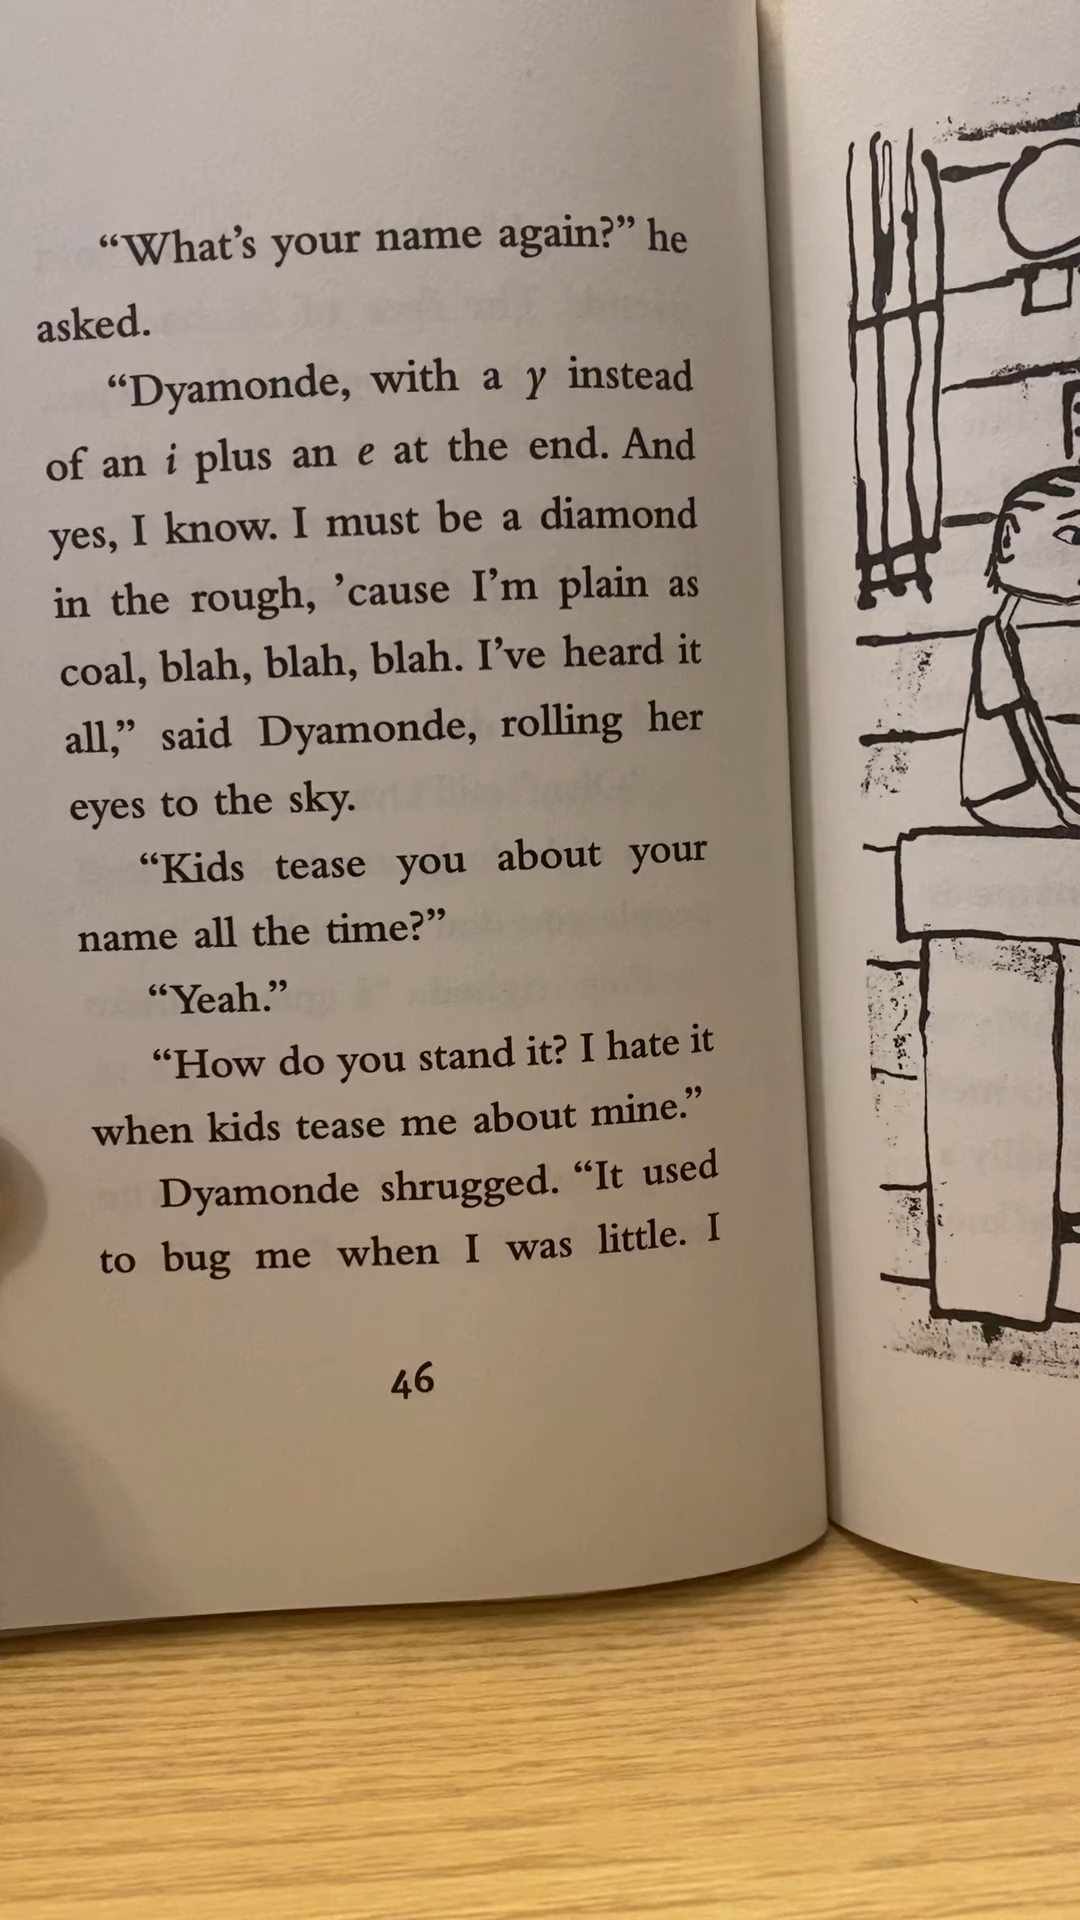 “What’s your name again?” he
asked.
“Dyamonde, with a y instead
of an i plus an e at the end. And
yes, I know. I must be a diamond
in the rough, ’cause I’m plain as
coal, blah, blah, blah. I’ve heard it
all,” said Dyamonde, rolling her
eyes to the sky.
“Kids tease you about your
name all the time?”
“Yeah.”
“How do you stand it? I hate it
when kids tease me about mine.”
Dyamonde shrugged. “It used
to bug me when I was little. I
46